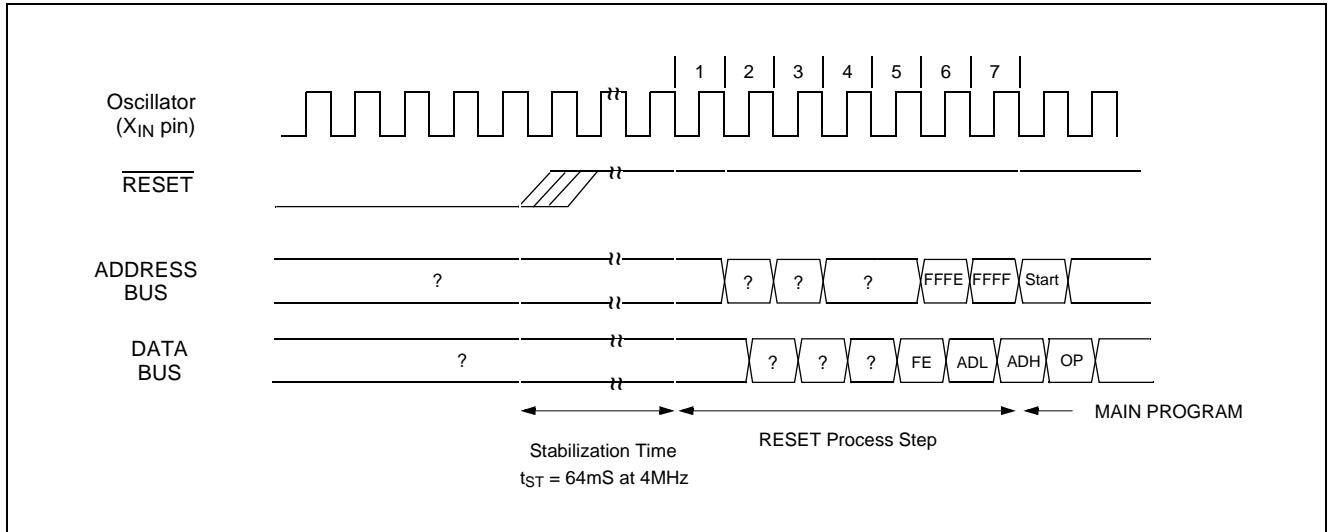 1 2 3 4 5 6 7
Oscillator
(XIN pin)
RESET
ADDRESS
BUS
? ? ? ? FFFE FFFF Start
DATA
BUS
? ? ? ? FE ADL ADH OP
MAIN PROGRAM
Stabilization Time
tST = 64mS at 4MHz
RESET Process Step